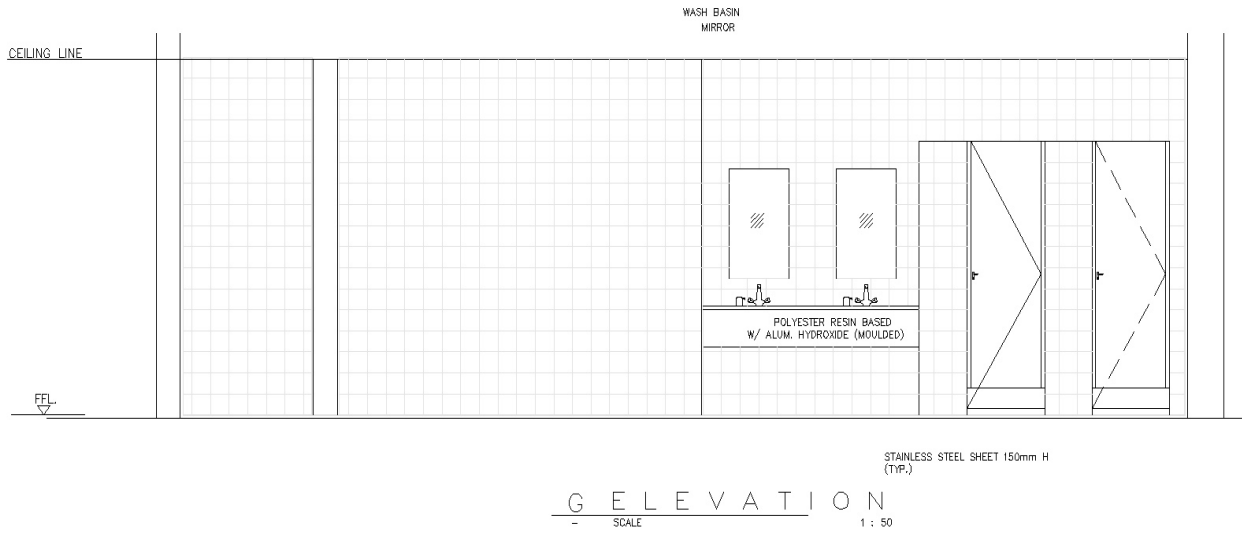 WASH BASIN
MIRROR
CEILING LINE
POLYESTER RESIN BASED
W/ ALUM. HYDROXIDE (MOULDED)
FFL.
STAINLESS STEEL SHEET 150mm H
(TYP.)
G ELEVATION
- SCALE 1 : 50